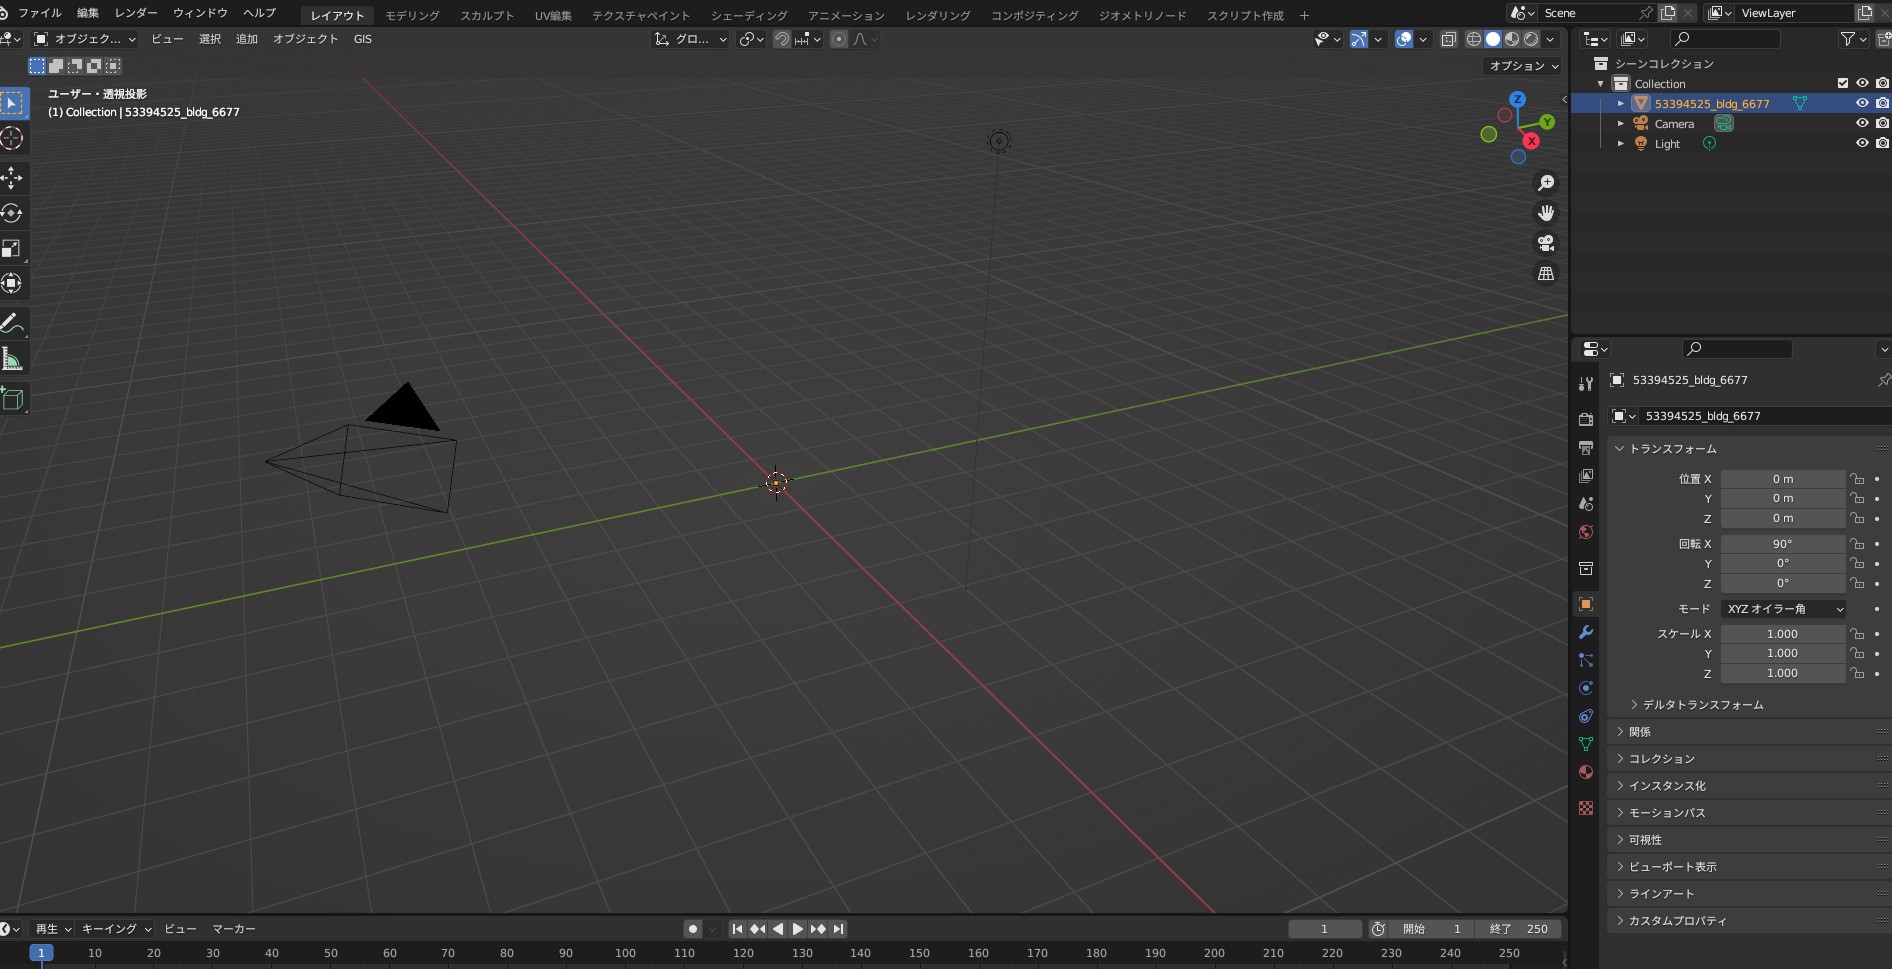 ファイル 編集 レンダー ウィンドウ ヘルプ レイアウト モデリング スカルプト UV編集 テクスチャペイント シェーディング アニメーション レンダリング コンポジティング ジオメトリノード スクリプト作成 + Scene ViewLayer
オブジェク... ビュー 選択 追加 オブジェクト GIS グロ...
オプション
ユーザー・透視投影
(1) Collection | 53394525_bldg_6677
Z
Y
X
シーンコレクション
Collection
53394525_bldg_6677
Camera
Light
53394525_bldg_6677
53394525_bldg_6677
トランスフォーム
位置 X 0 m
Y 0 m
Z 0 m
回転 X 90°
Y 0°
Z 0°
モード XYZ オイラー角
スケール X 1.000
Y 1.000
Z 1.000
デルタトランスフォーム
関係
コレクション
インスタンス化
モーションパス
可視性
ビューポート表示
ラインアート
カスタムプロパティ
再生 キーイング ビュー マーカー 1 開始 1 終了 250
1 10 20 30 40 50 60 70 80 90 100 110 120 130 140 150 160 170 180 190 200 210 220 230 240 250